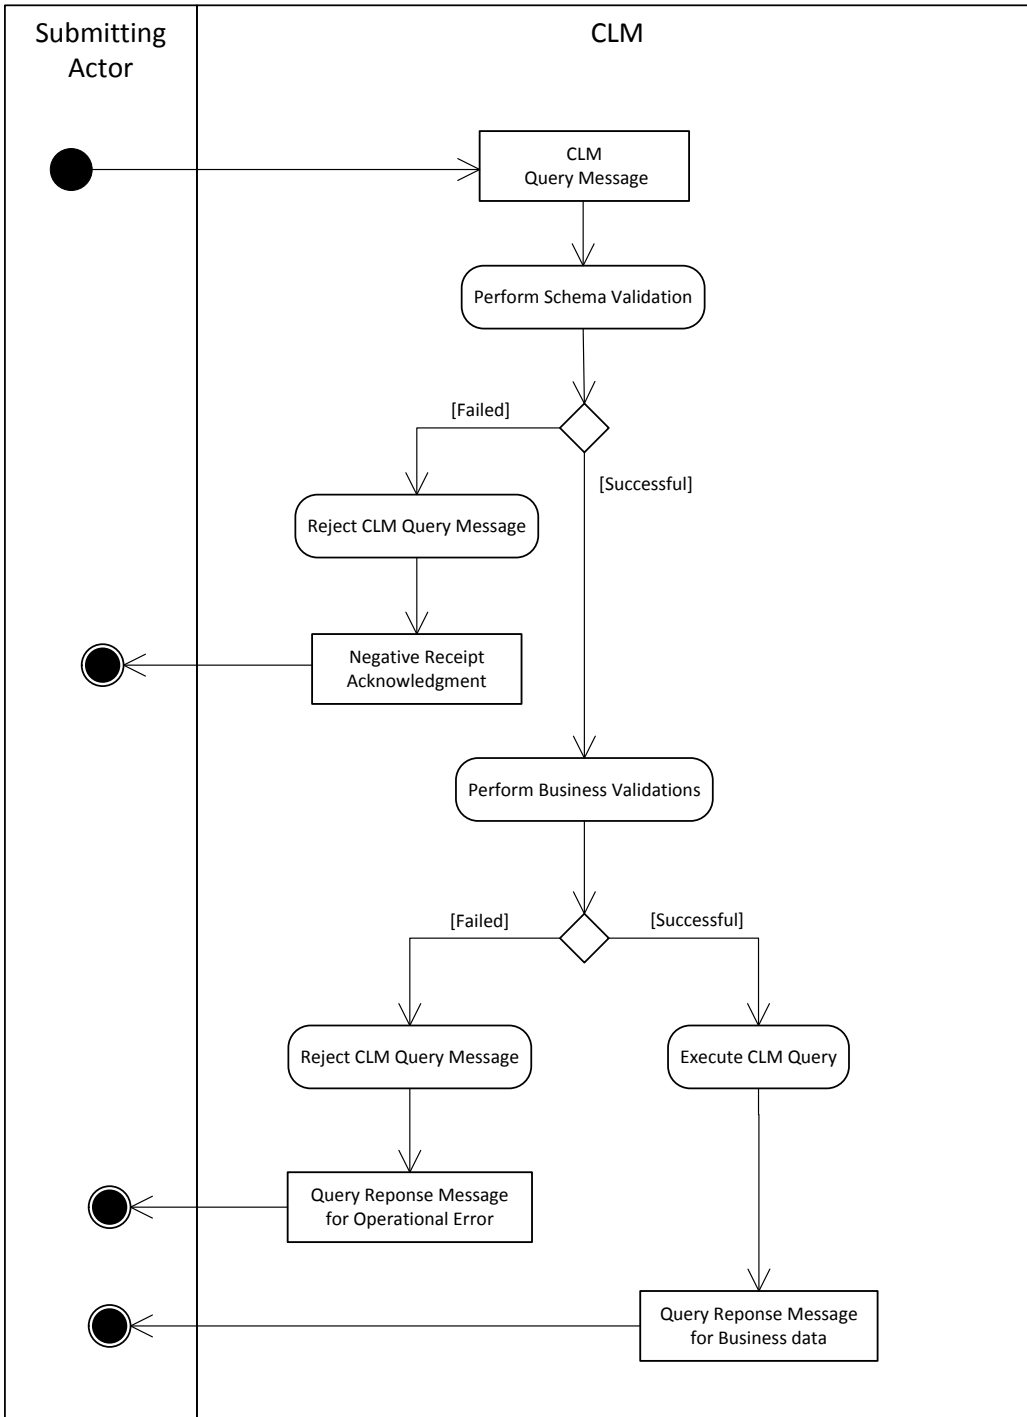 Submitting
Actor
CLM
CLM
Query Message
Perform Schema Validation
[Failed]
[Successful]
Reject CLM Query Message
Negative Receipt
Acknowledgment
Perform Business Validations
[Failed]
[Successful]
Reject CLM Query Message
Execute CLM Query
Query Reponse Message
for Operational Error
Query Reponse Message
for Business data